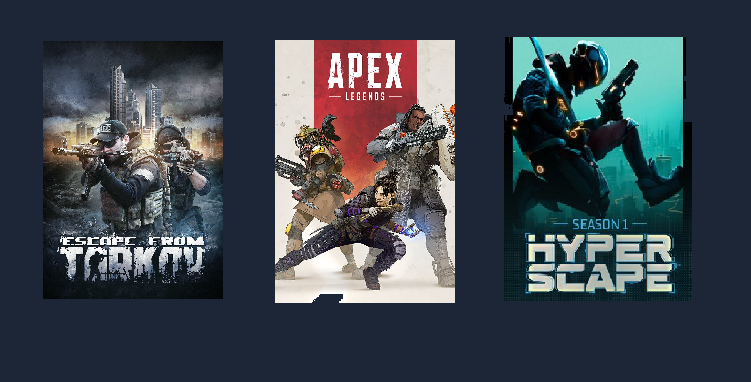 ESCAPE FROM
TARKOV
APEX
LEGENDS
SEASON 1
HYPER
SCAPE